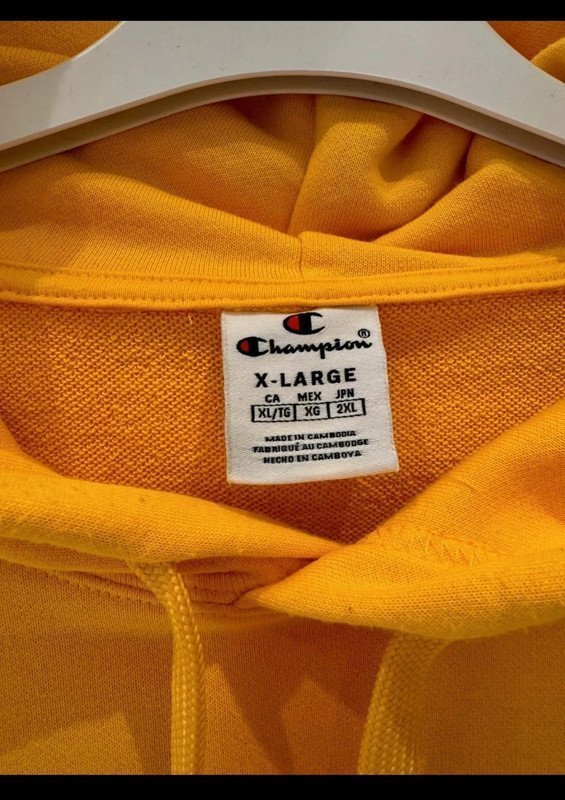 Champion®
X-LARGE
CA MEX JPN
XL/TG XG 2XL
MADE IN CAMBODIA
FABRIQUÉ AU CAMBODGE
HECHO EN CAMBOYA